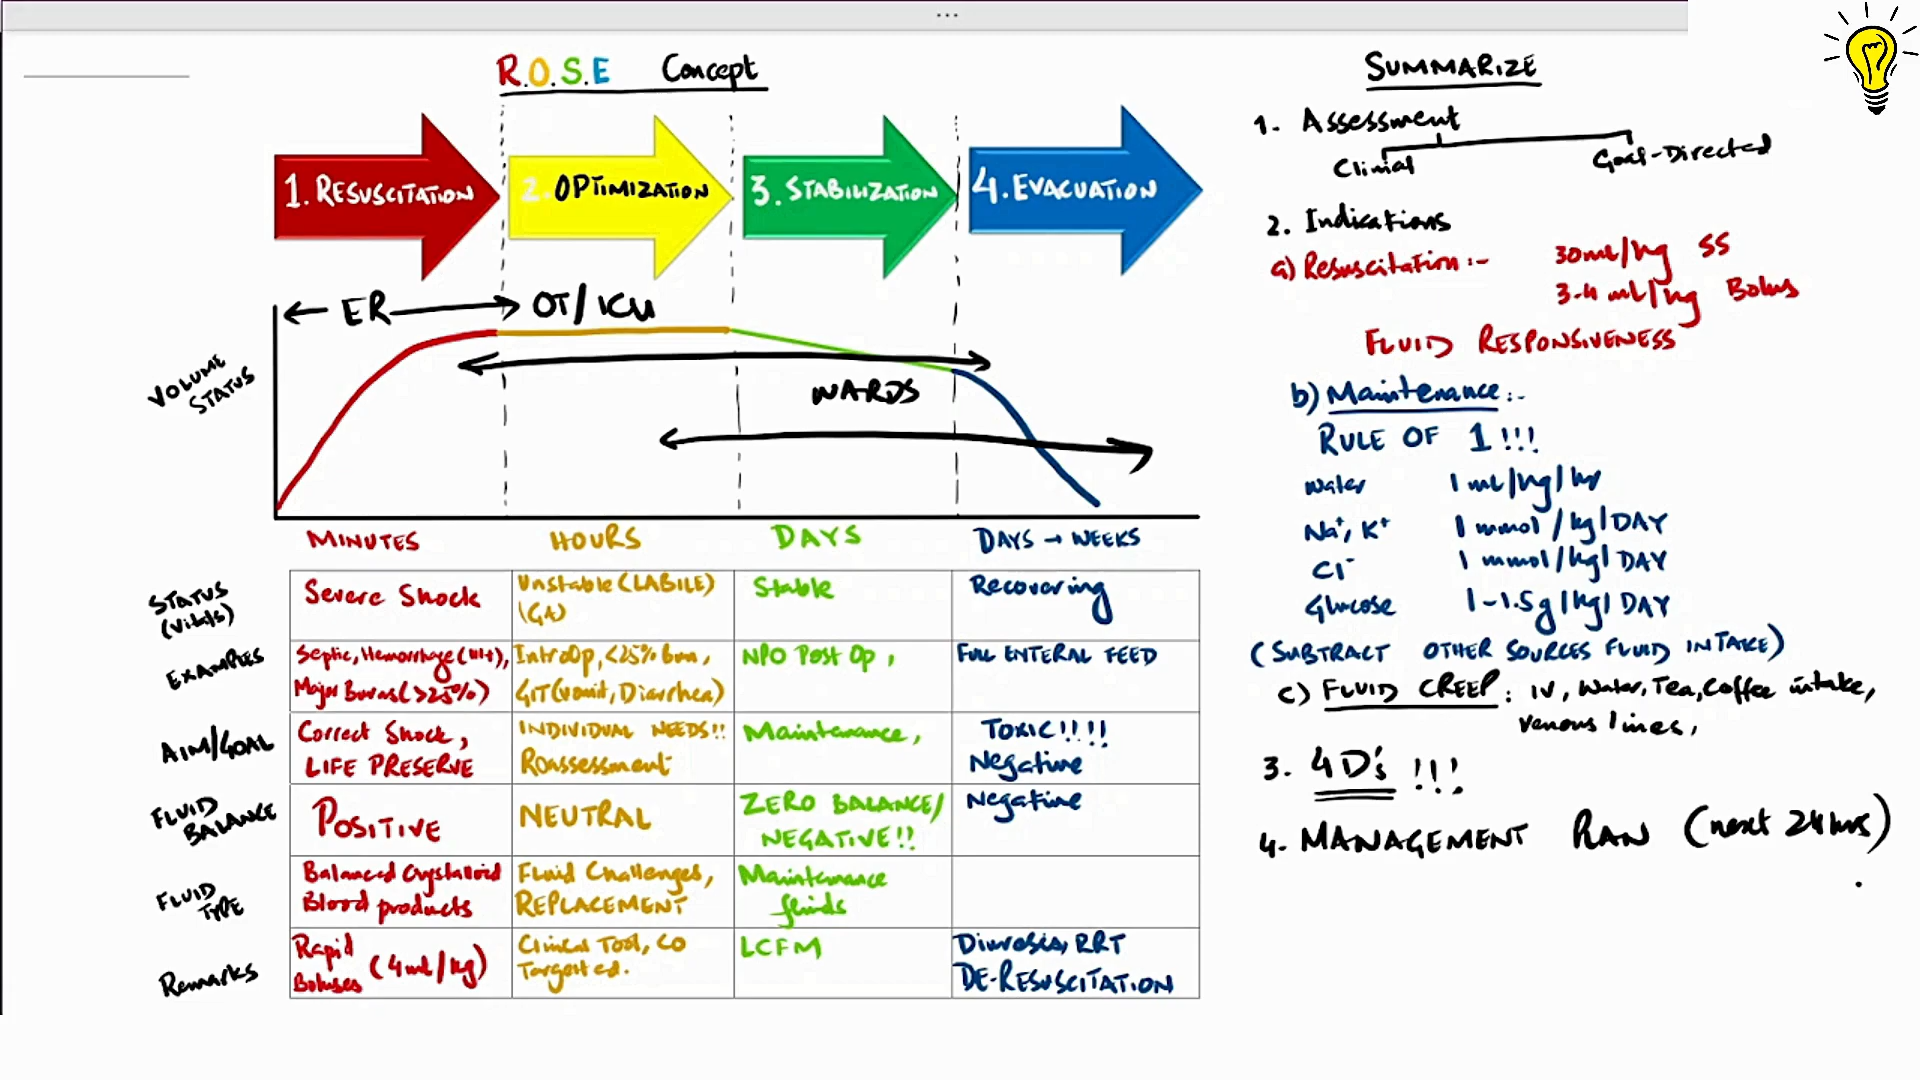 R.O.S.E Concept
1. RESUSCITATION
2. OPTIMIZATION
3. STABILIZATION
4. EVACUATION
ER
OT/ICU
WARDS
VOLUME STATUS
MINUTES
HOURS
DAYS
DAYS → WEEKS
STATUS (Vitals)
Severe Shock
Unstable (LABILE)
(GA)
Stable
Recovering
EXAMPLES
Septic, Hemorrhage (III+),
Major Burns (>25%)
IntraOp, <25% Burn,
GIT (vomit, Diarrhea)
NPO Post Op,
FULL ENTERAL FEED
AIM/GOAL
Correct Shock,
LIFE PRESERVE
INDIVIDUAL NEEDS!!
Reassessment
Maintenance,
TOXIC!!!!
Negative
FLUID BALANCE
POSITIVE
NEUTRAL
ZERO BALANCE/
NEGATIVE!!
Negative
FLUID TYPE
Balanced Crystalloid
Blood products
Fluid Challenges,
REPLACEMENT
Maintenance
fluids
Remarks
Rapid
Boluses (4ml/kg)
Clinical Tool, CO
Targeted.
LCFM
Diuresis, RRT
DE-RESUSCITATION
SUMMARIZE
1. Assessment
Clinial
Goal-Directed
2. Indications
a) Resuscitation:- 30ml/kg SS
3-4 ml/kg Bolus
FLUID RESPONSIVENESS
b) Maintenance:-
RULE OF 1!!!
Water 1 ml/kg/hr
Na⁺, K⁺ 1 mmol/kg/DAY
Cl⁻ 1 mmol/kg/DAY
Glucose 1-1.5g/kg/DAY
(SUBTRACT OTHER SOURCES FLUID INTAKE)
c) FLUID CREEP: IV, Water, Tea, Coffee intake,
venous lines,
3. 4D's !!!
4. MANAGEMENT (next 24hrs)